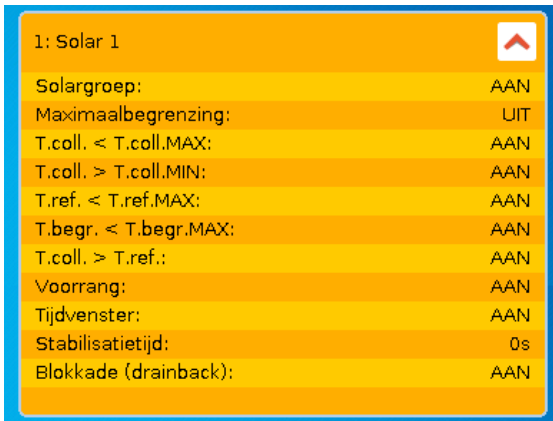 1: Solar 1
Solargroep: AAN
Maximaalbegrenzing: UIT
T.coll. < T.coll.MAX: AAN
T.coll. > T.coll.MIN: AAN
T.ref. < T.ref.MAX: AAN
T.begr. < T.begr.MAX: AAN
T.coll. > T.ref.: AAN
Voorrang: AAN
Tijdvenster: AAN
Stabilisatietijd: 0s
Blokkade (drainback): AAN